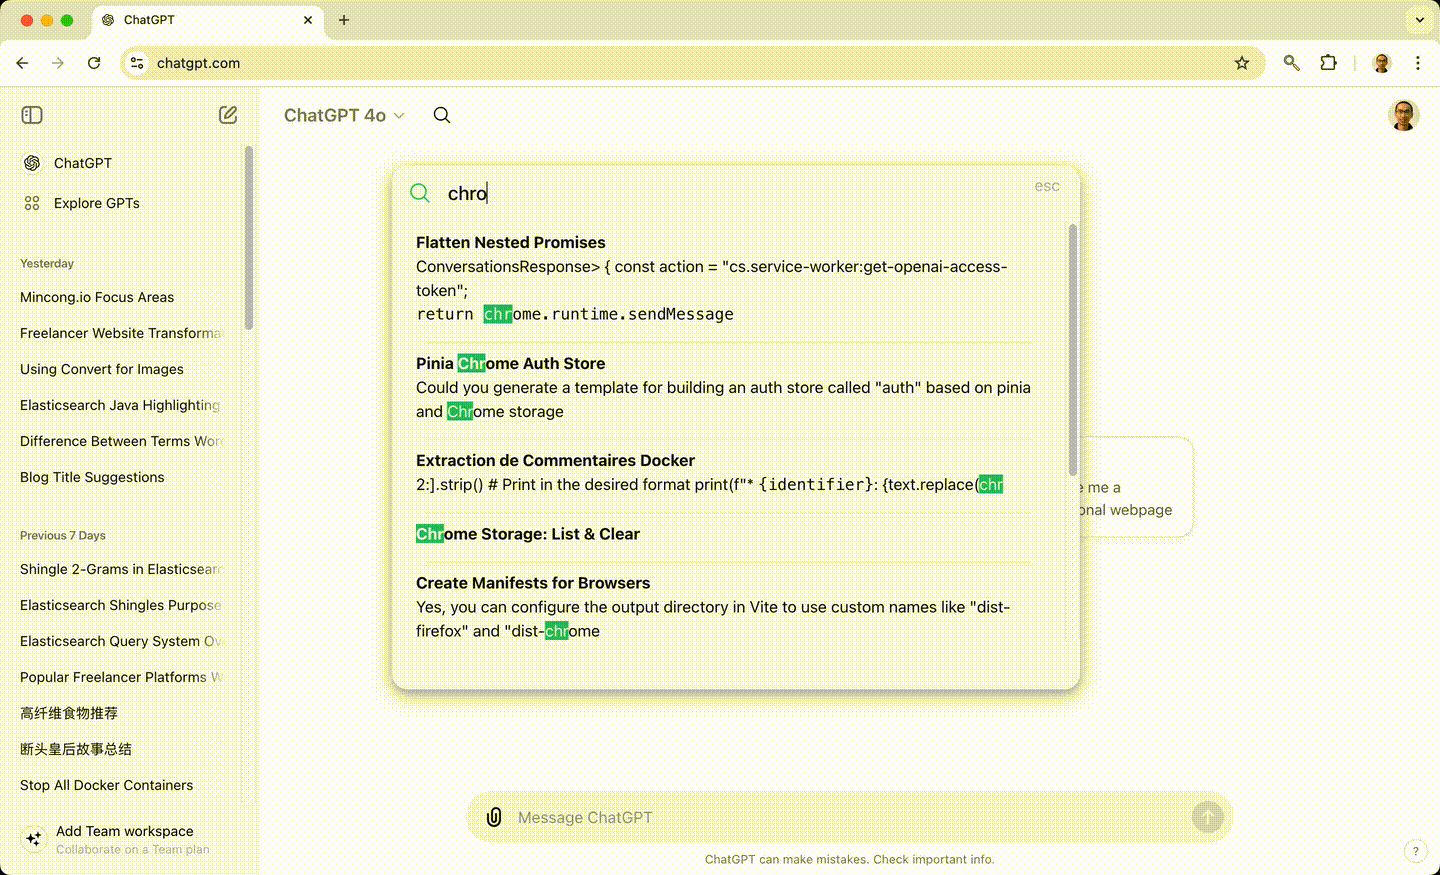 ChatGPT
chatgpt.com
ChatGPT 4o
ChatGPT
Explore GPTs
Yesterday
Mincong.io Focus Areas
Freelancer Website Transforma
Using Convert for Images
Elasticsearch Java Highlighting
Difference Between Terms Wor
Blog Title Suggestions
Previous 7 Days
Shingle 2-Grams in Elasticsear
Elasticsearch Shingles Purpose
Elasticsearch Query System Ov
Popular Freelancer Platforms W
高纤维食物推荐
断头皇后故事总结
Stop All Docker Containers
Add Team workspace
Collaborate on a Team plan
chro
esc
Flatten Nested Promises
ConversationsResponse> { const action = "cs.service-worker:get-openai-access-
token";
return chrome.runtime.sendMessage
Pinia Chrome Auth Store
Could you generate a template for building an auth store called "auth" based on pinia
and Chrome storage
Extraction de Commentaires Docker
2:].strip() # Print in the desired format print(f"* {identifier}: {text.replace(chr
Chrome Storage: List & Clear
Create Manifests for Browsers
Yes, you can configure the output directory in Vite to use custom names like "dist-
firefox" and "dist-chrome
me a
onal webpage
Message ChatGPT
ChatGPT can make mistakes. Check important info.
?